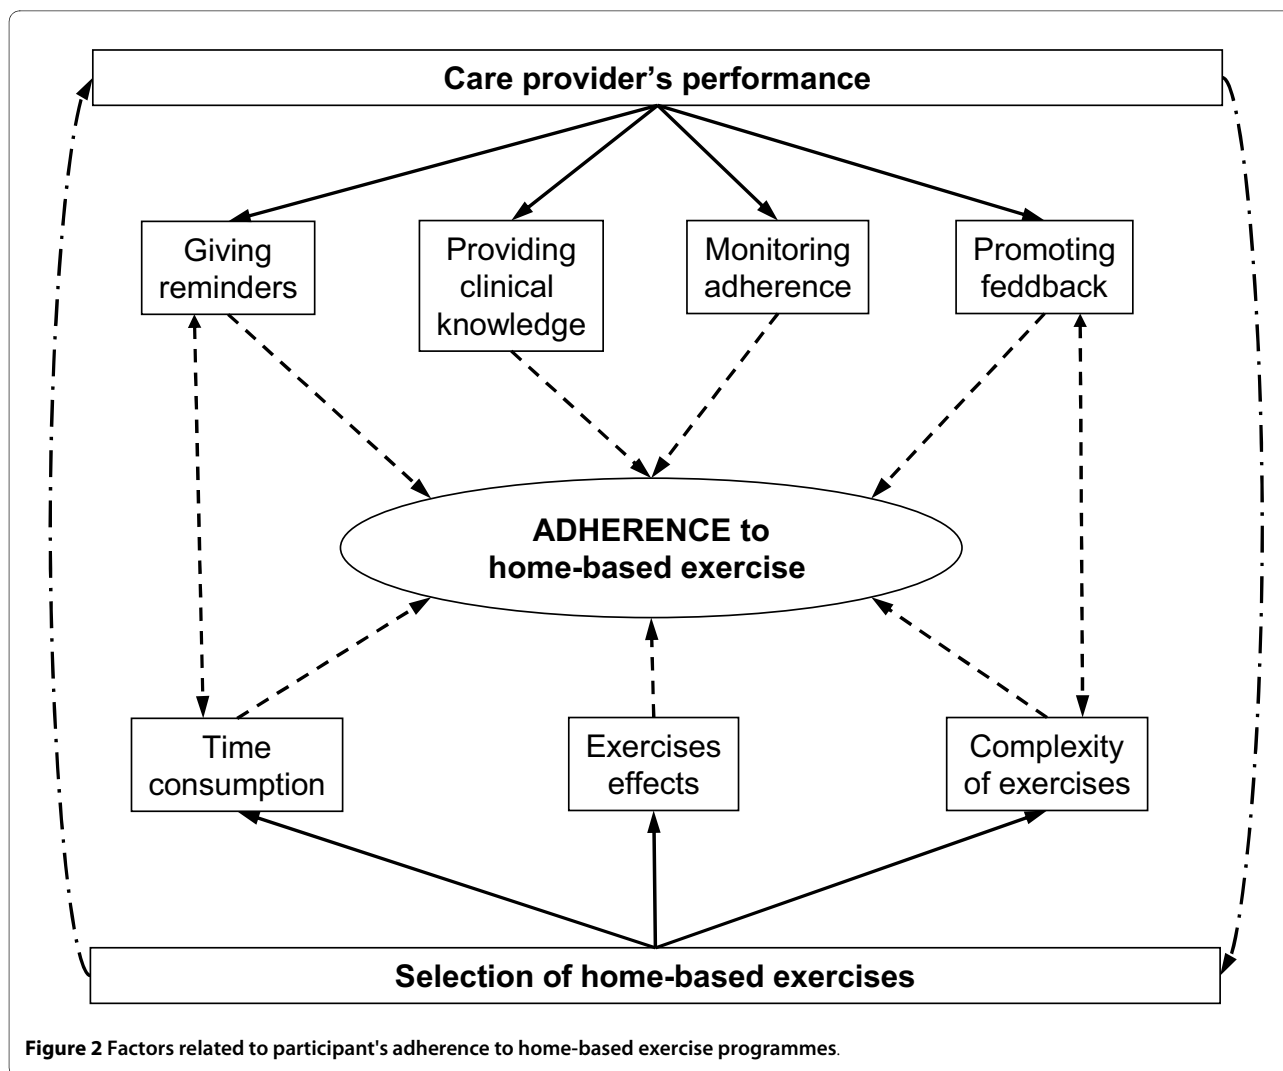 Care provider’s performance
Giving
reminders
Providing
clinical
knowledge
Monitoring
adherence
Promoting
feddback
ADHERENCE to
home-based exercise
Time
consumption
Exercises
effects
Complexity
of exercises
Selection of home-based exercises
Figure 2 Factors related to participant's adherence to home-based exercise programmes.